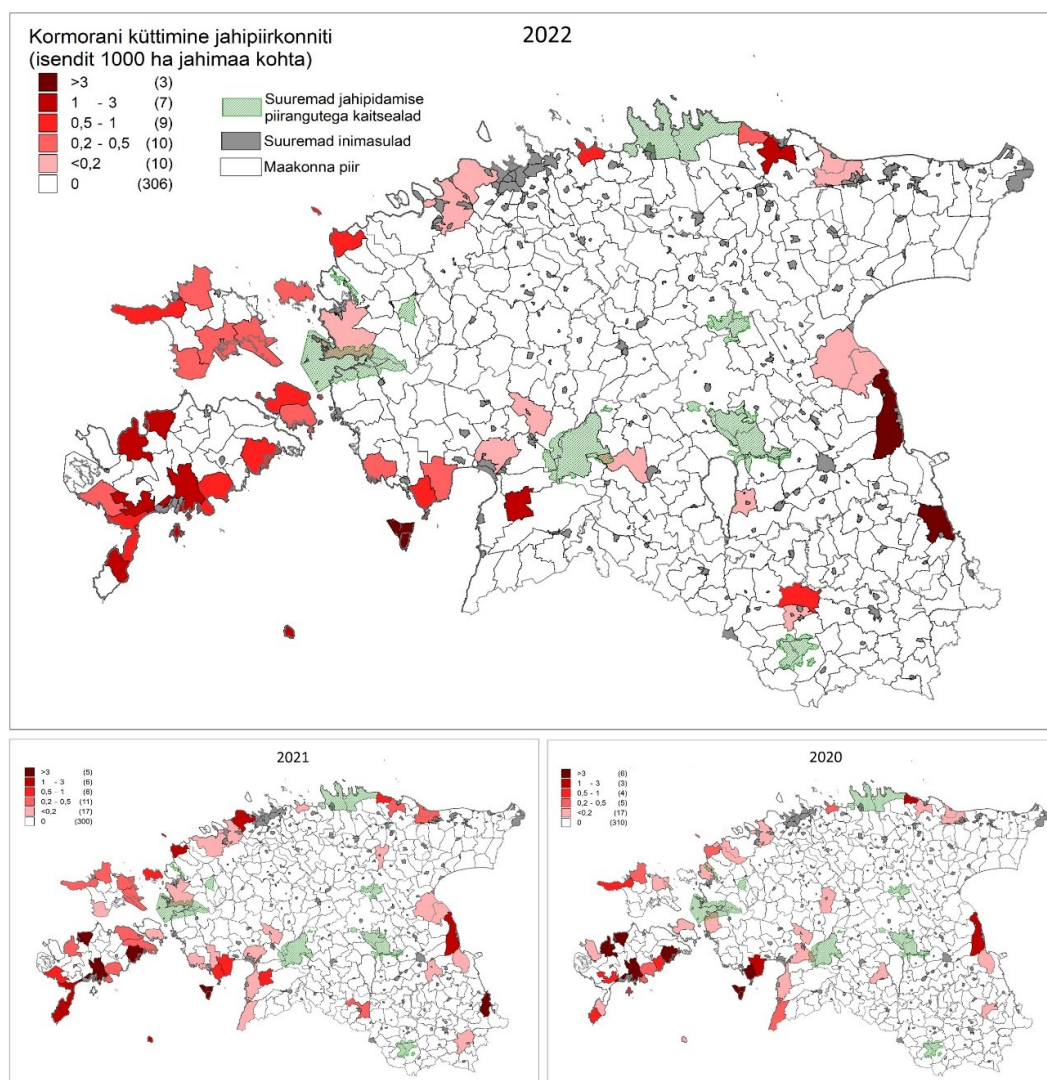 Kormorani küttimine jahipiirkonniti
(isendit 1000 ha jahimaa kohta)
>3 (3)
1 - 3 (7)
0,5 - 1 (9)
0,2 - 0,5 (10)
<0,2 (10)
0 (306)
Suuremad jahipidamise
piirangutega kaitsealad
Suuremad inimasulad
Maakonna piir
2022
2021
>3 (5)
1 - 3 (6)
0,5 - 1 (6)
0,2 - 0,5 (11)
<0,2 (17)
0 (300)
2020
>3 (6)
1 - 3 (3)
0,5 - 1 (4)
0,2 - 0,5 (5)
<0,2 (17)
0 (310)